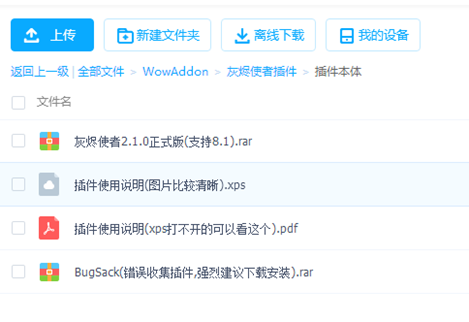 上传 新建文件夹 离线下载 我的设备
返回上一级 | 全部文件 > WowAddon > 灰烬使者插件 > 插件本体
文件名
灰烬使者2.1.0正式版(支持8.1).rar
插件使用说明(图片比较清晰).xps
插件使用说明(xps打不开的可以看这个).pdf
BugSack(错误收集插件,强烈建议下载安装).rar